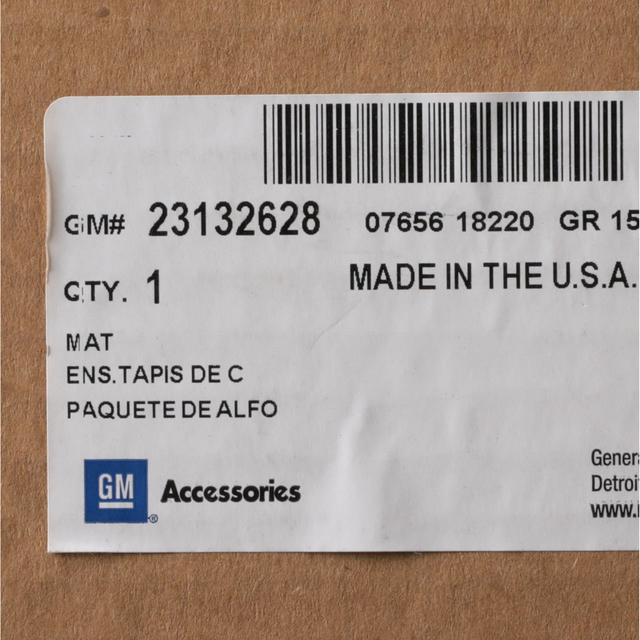 GM# 23132628 07656 18220 GR 15
QTY. 1 MADE IN THE U.S.A.
MAT
ENS.TAPIS DE C
PAQUETE DE ALFO
GM Accessories
®
Genera
Detroi
www.